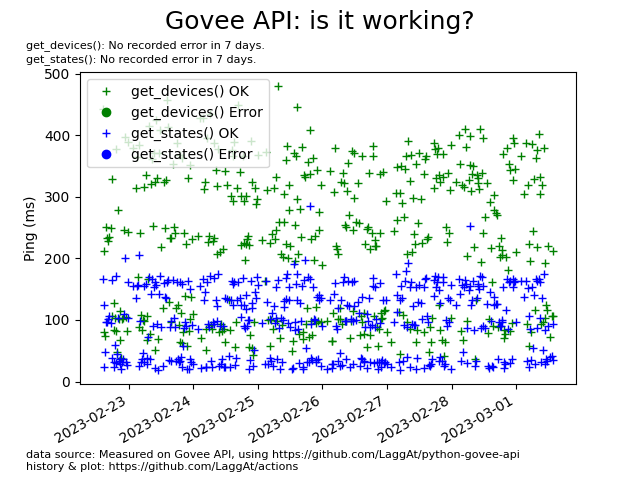 Govee API: is it working?
get_devices(): No recorded error in 7 days.
get_states(): No recorded error in 7 days.
500
400
300
200
100
0
Ping (ms)
get_devices() OK
get_devices() Error
get_states() OK
get_states() Error
2023-02-23
2023-02-24
2023-02-25
2023-02-26
2023-02-27
2023-02-28
2023-03-01
data source: Measured on Govee API, using https://github.com/LaggAt/python-govee-api
history & plot: https://github.com/LaggAt/actions